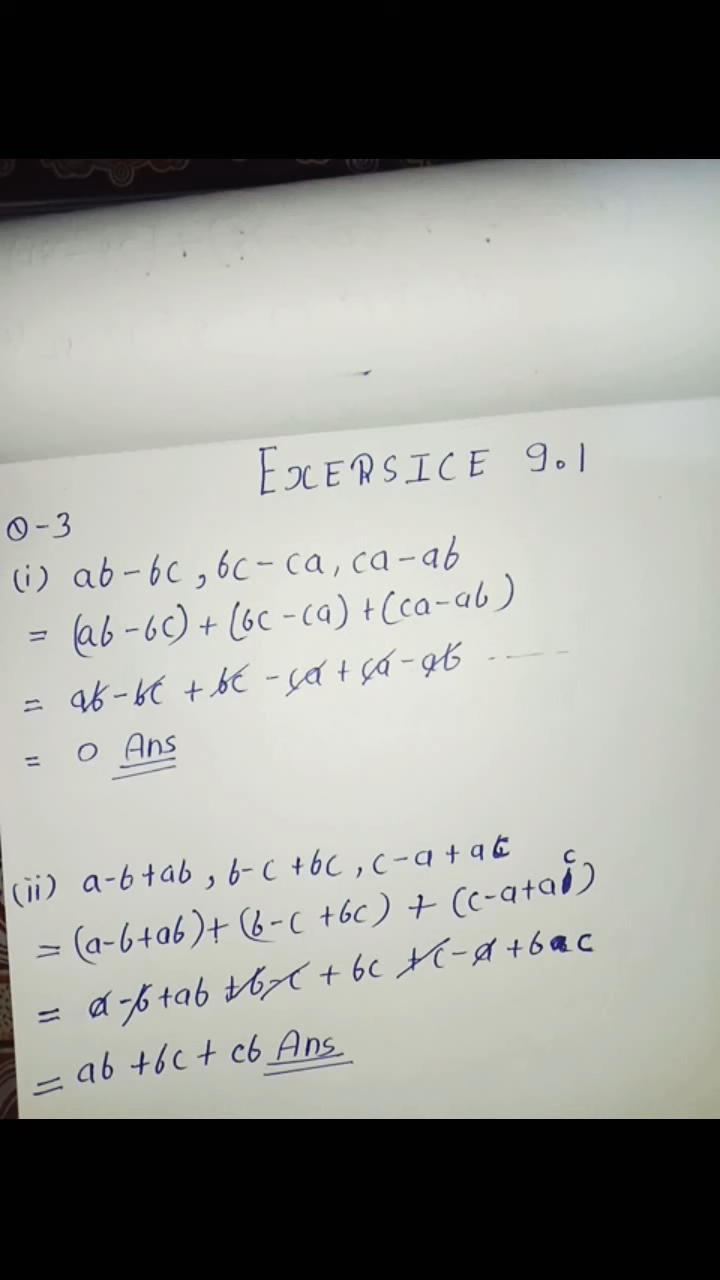 EXERSICE 9.1
Q-3
(i) ab-bc, bc-ca, ca-ab
= (ab-bc)+(bc-ca)+(ca-ab)
= ab-bc+bc-ca+ca-ab
= 0 Ans
(ii) a-b+ab, b-c+bc, c-a+ac
= (a-b+ab)+(b-c+bc)+(c-a+ac)
= a-b+ab+b-c+bc+c-a+bac
= ab+bc+cb Ans